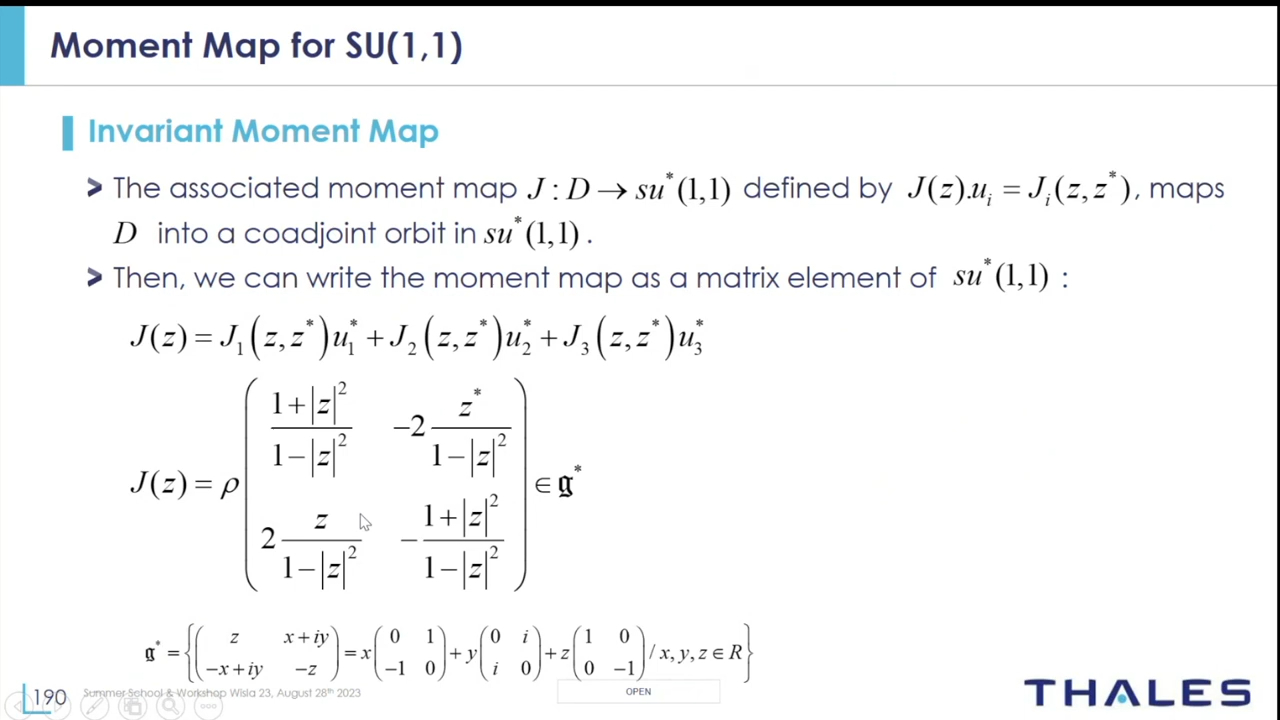 Moment Map for SU(1,1)
Invariant Moment Map
The associated moment map J : D → su*(1,1) defined by J(z).u_i = J_i(z, z*), maps
D into a coadjoint orbit in su*(1,1).
Then, we can write the moment map as a matrix element of su*(1,1) :
J(z) = J_1(z, z*)u_1* + J_2(z, z*)u_2* + J_3(z, z*)u_3*
J(z) = ρ ( (1+|z|^2)/(1−|z|^2)  −2 z*/(1−|z|^2) ; 2 z/(1−|z|^2)  −(1+|z|^2)/(1−|z|^2) ) ∈ 𝔤*
𝔤* = { ( z  x+iy ; −x+iy  −z ) = x ( 0  1 ; −1  0 ) + y ( 0  i ; i  0 ) + z ( 1  0 ; 0  −1 ) / x, y, z ∈ R }
190 Summer School & Workshop Wisla 23, August 28th 2023
OPEN
THALES